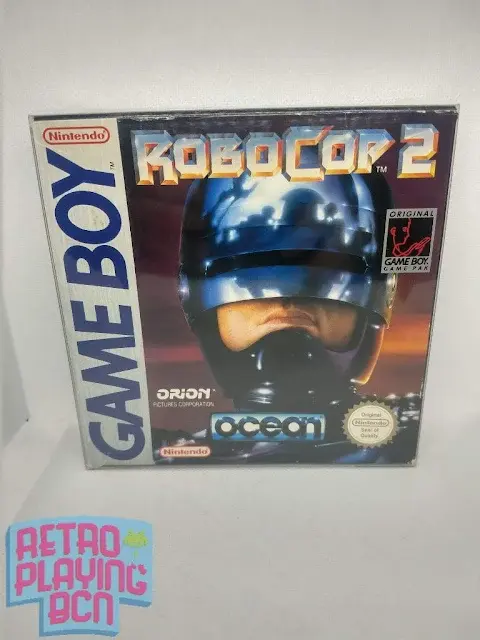 Nintendo
GAME BOY
TM
ROBOCOP 2
TM
ORIGINAL
GAME BOY
GAME PAK
ORION
PICTURES CORPORATION
ocean
Nintendo
Original
Nintendo
Seal of
Quality
RETRO
PLAYING
BCN